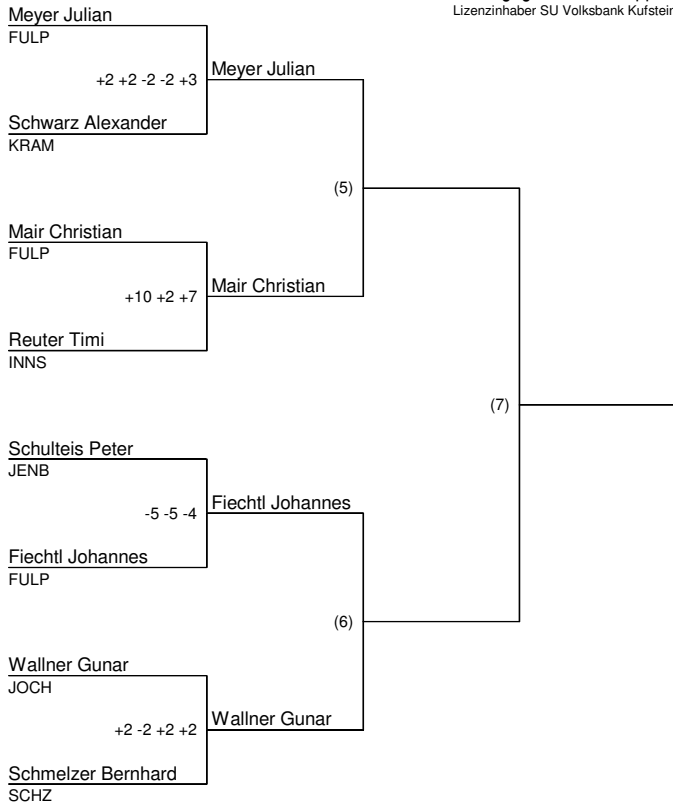 Lizenzinhaber SU Volksbank Kufstein
Meyer Julian
FULP
+2 +2 -2 -2 +3
Meyer Julian
Schwarz Alexander
KRAM
(5)
Mair Christian
FULP
+10 +2 +7
Mair Christian
Reuter Timi
INNS
(7)
Schulteis Peter
JENB
-5 -5 -4
Fiechtl Johannes
Fiechtl Johannes
FULP
(6)
Wallner Gunar
JOCH
+2 -2 +2 +2
Wallner Gunar
Schmelzer Bernhard
SCHZ